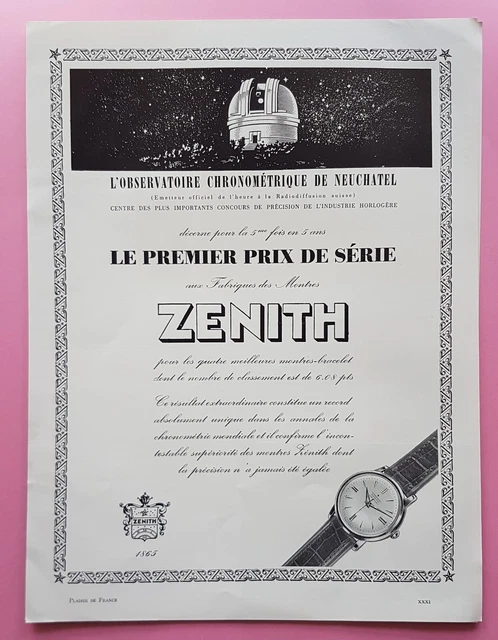 L'OBSERVATOIRE CHRONOMÉTRIQUE DE NEUCHATEL
(Emetteur officiel de l'heure à la Radiodiffusion suisse)
CENTRE DES PLUS IMPORTANTS CONCOURS DE PRÉCISION DE L'INDUSTRIE HORLOGÈRE
décerne pour la 5me fois en 5 ans
LE PREMIER PRIX DE SÉRIE
aux Fabriques des Montres
ZENITH
pour les quatre meilleures montres-bracelet
dont le nombre de classement est de 6.08 pts
Ce résultat extraordinaire constitue un record
absolument unique dans les annales de la
chronométrie mondiale et il confirme l'incon-
testable supériorité des montres Zénith dont
la précision n'a jamais été égalée
ZENITH
1865
PLAISIR DE FRANCE
XXXI